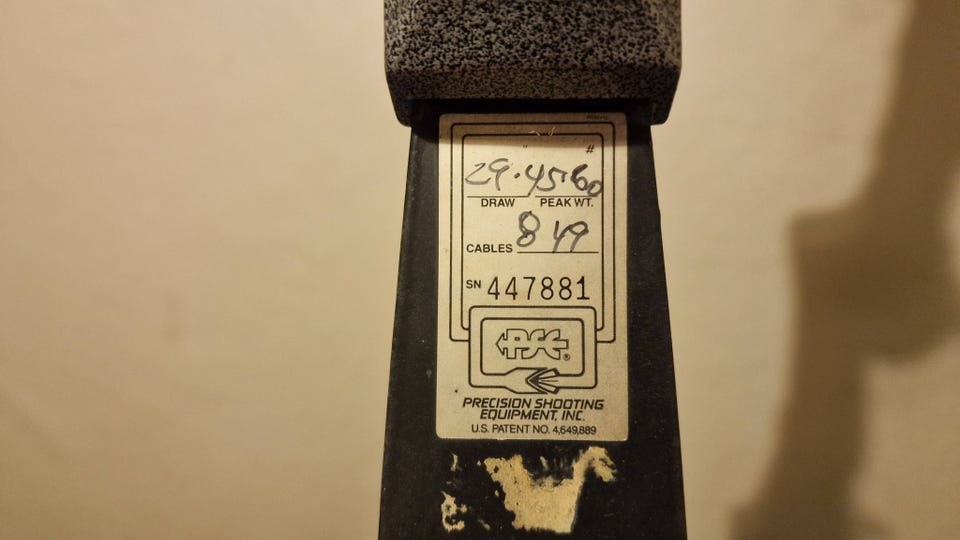 " #
29 . 45.60
DRAW PEAK WT.
CABLES 8 49
SN 447881
PSE®
PRECISION SHOOTING
EQUIPMENT, INC.
U.S. PATENT NO. 4,649,889